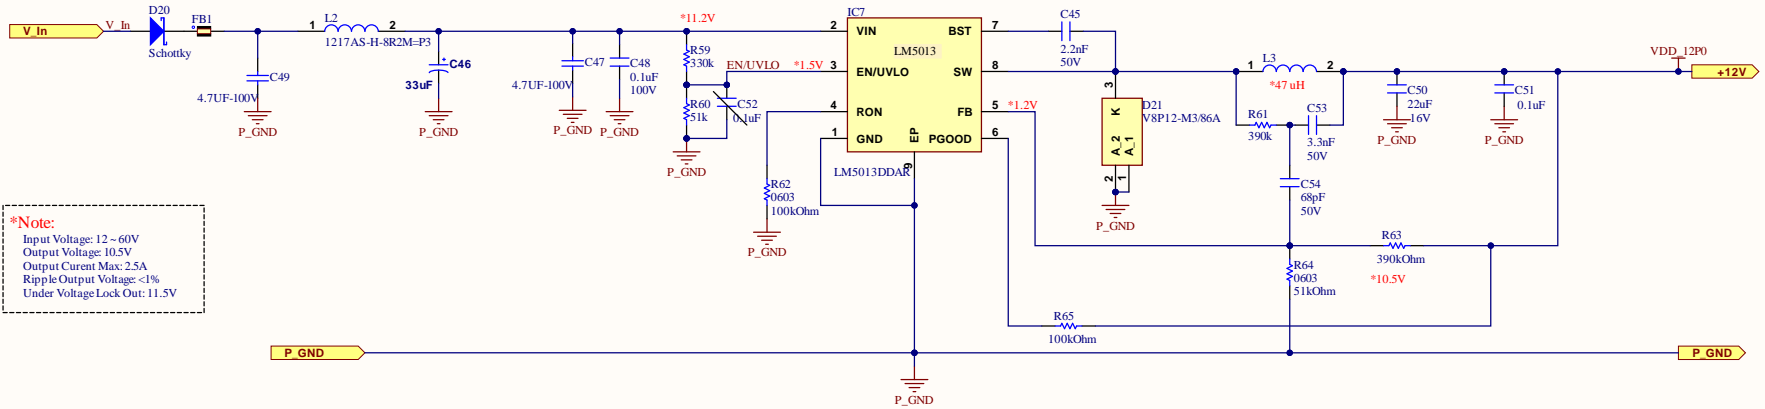 V_In
V_In
D20
Schottky
FB1
1
L2
2
1217AS-H-8R2M=P3
C49
4.7UF-100V
P_GND
C46
33uF
P_GND
C47
4.7UF-100V
P_GND
C48
0.1uF
100V
P_GND
*11.2V
R59
330k
EN/UVLO
*1.5V
R60
51k
C52
0.1uF
P_GND
IC7
LM5013
2
VIN
3
EN/UVLO
4
RON
1
GND
EP
9
BST
7
SW
8
FB
5
PGOOD
6
LM5013DDAR
R62
0603
100kOhm
P_GND
*1.2V
C45
2.2nF
50V
3
D21
V8P12-M3/86A
K
A_2
A_1
2
1
P_GND
1
L3
2
*47uH
R61
390k
C53
3.3nF
50V
C54
68pF
50V
C50
22uF
16V
P_GND
C51
0.1uF
P_GND
VDD_12P0
+12V
R63
390kOhm
*10.5V
R64
0603
51kOhm
R65
100kOhm
*Note:
Input Voltage: 12 ~ 60V
Output Voltage: 10.5V
Output Curent Max: 2.5A
Ripple Output Voltage: <1%
Under Voltage Lock Out: 11.5V
P_GND
P_GND
P_GND